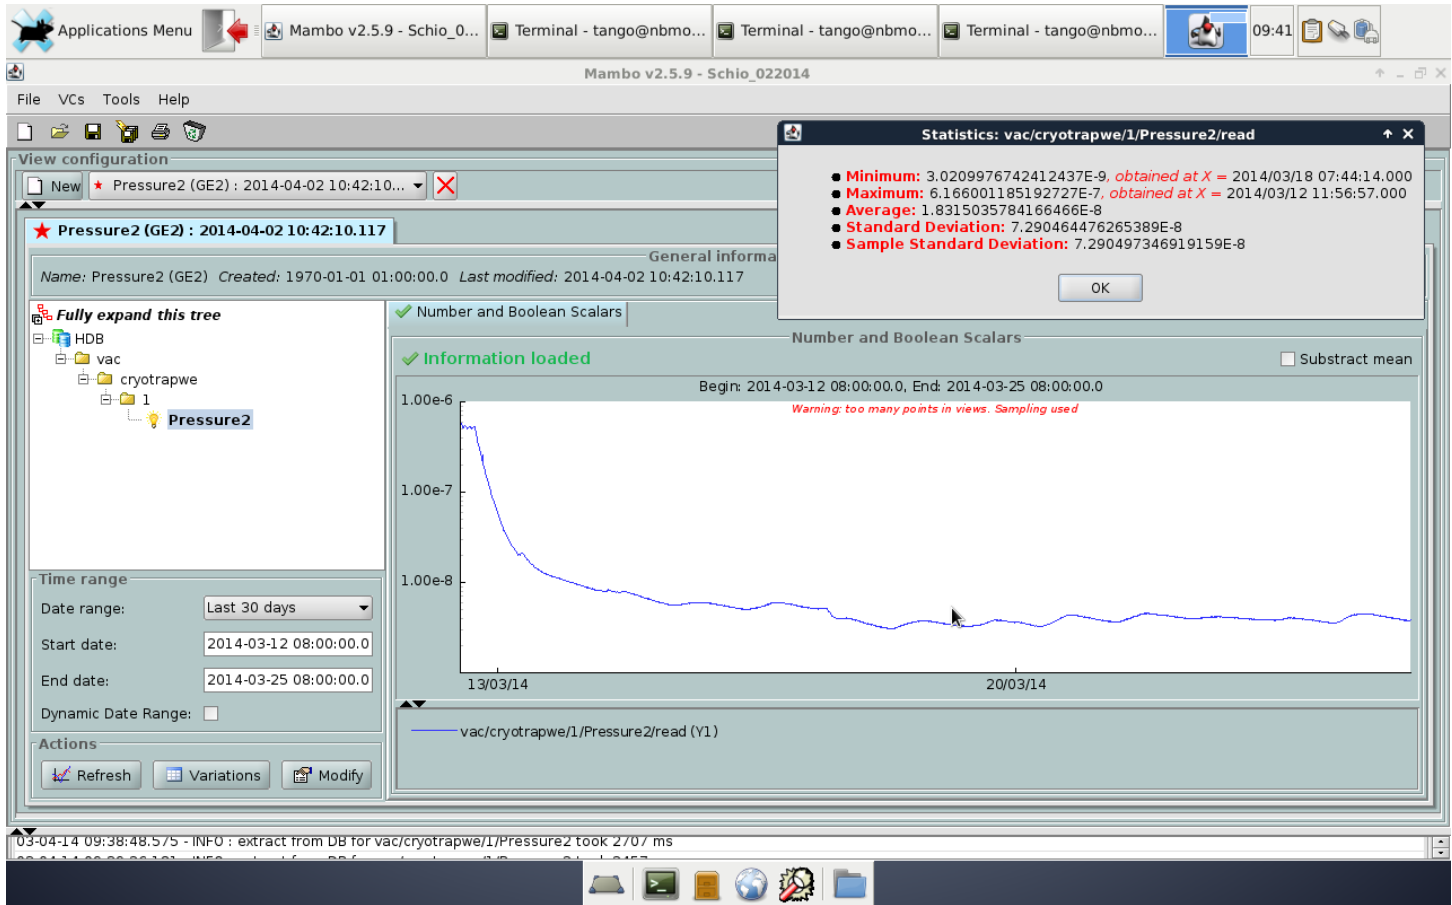 Applications Menu
Mambo v2.5.9 - Schio_0...
Terminal - tango@nbmo...
Terminal - tango@nbmo...
Terminal - tango@nbmo...
09:41
Mambo v2.5.9 - Schio_022014
File VCs Tools Help
View configuration
New
Pressure2 (GE2) : 2014-04-02 10:42:10...
Statistics: vac/cryotrapwe/1/Pressure2/read
Minimum: 3.0209976742412437E-9, obtained at X = 2014/03/18 07:44:14.000
Maximum: 6.166001185192727E-7, obtained at X = 2014/03/12 11:56:57.000
Average: 1.8315035784166466E-8
Standard Deviation: 7.290464476265389E-8
Sample Standard Deviation: 7.290497346919159E-8
OK
Pressure2 (GE2) : 2014-04-02 10:42:10.117
General informa
Name: Pressure2 (GE2) Created: 1970-01-01 01:00:00.0 Last modified: 2014-04-02 10:42:10.117
Fully expand this tree
HDB
vac
cryotrapwe
1
Pressure2
Number and Boolean Scalars
Number and Boolean Scalars
Information loaded
Substract mean
Begin: 2014-03-12 08:00:00.0, End: 2014-03-25 08:00:00.0
Warning: too many points in views. Sampling used
1.00e-6
1.00e-7
1.00e-8
13/03/14
20/03/14
vac/cryotrapwe/1/Pressure2/read (Y1)
Time range
Date range:
Last 30 days
Start date:
2014-03-12 08:00:00.0
End date:
2014-03-25 08:00:00.0
Dynamic Date Range:
Actions
Refresh
Variations
Modify
03-04-14 09:38:48.575 - INFO : extract from DB for vac/cryotrapwe/1/Pressure2 took 2707 ms